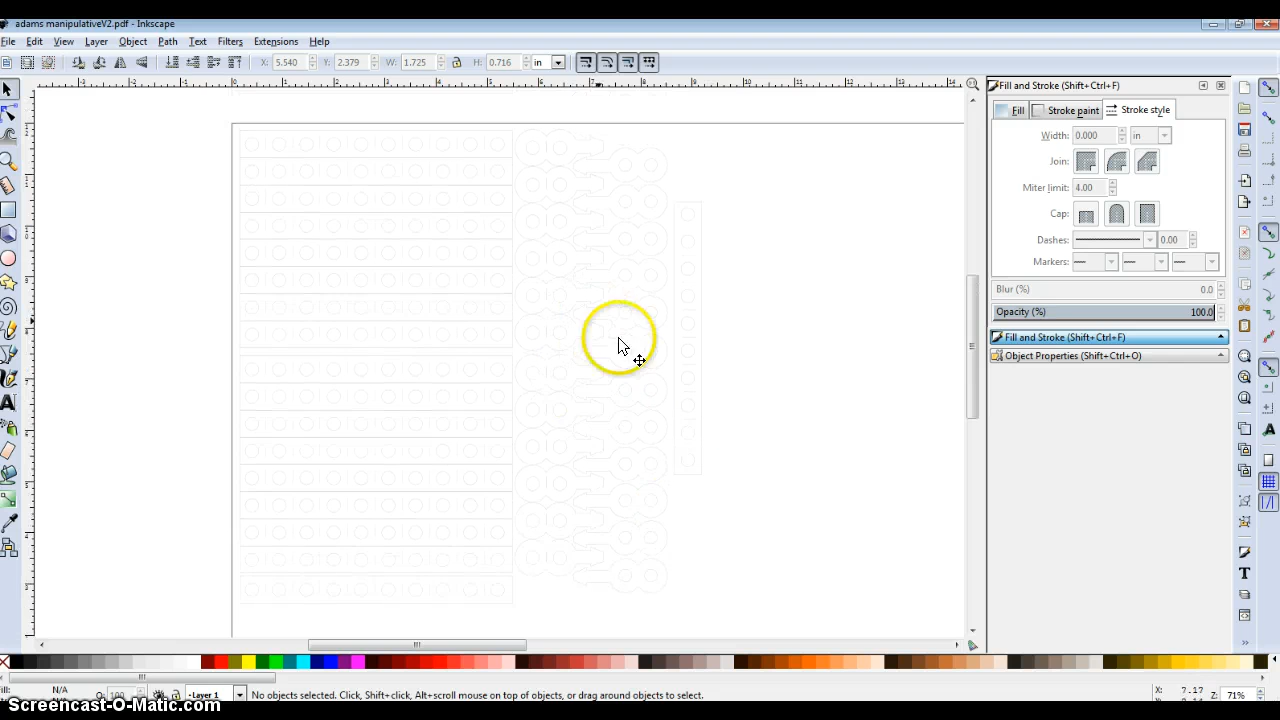 adams manipulativeV2.pdf - Inkscape
File Edit View Layer Object Path Text Filters Extensions Help
X: 5.540 Y: 2.379 W: 1.725 H: 0.716 in
Fill and Stroke (Shift+Ctrl+F)
Fill Stroke paint Stroke style
Width: 0.000 in
Join:
Miter limit: 4.00
Cap:
Dashes: 0.00
Markers:
Blur (%) 0.0
Opacity (%) 100.0
Fill and Stroke (Shift+Ctrl+F)
Object Properties (Shift+Ctrl+O)
Fill: N/A O: 100 Layer 1 No objects selected. Click, Shift+click, Alt+scroll mouse on top of objects, or drag around objects to select. X: 7.17 Z: 71%
N/A
Screencast-O-Matic.com